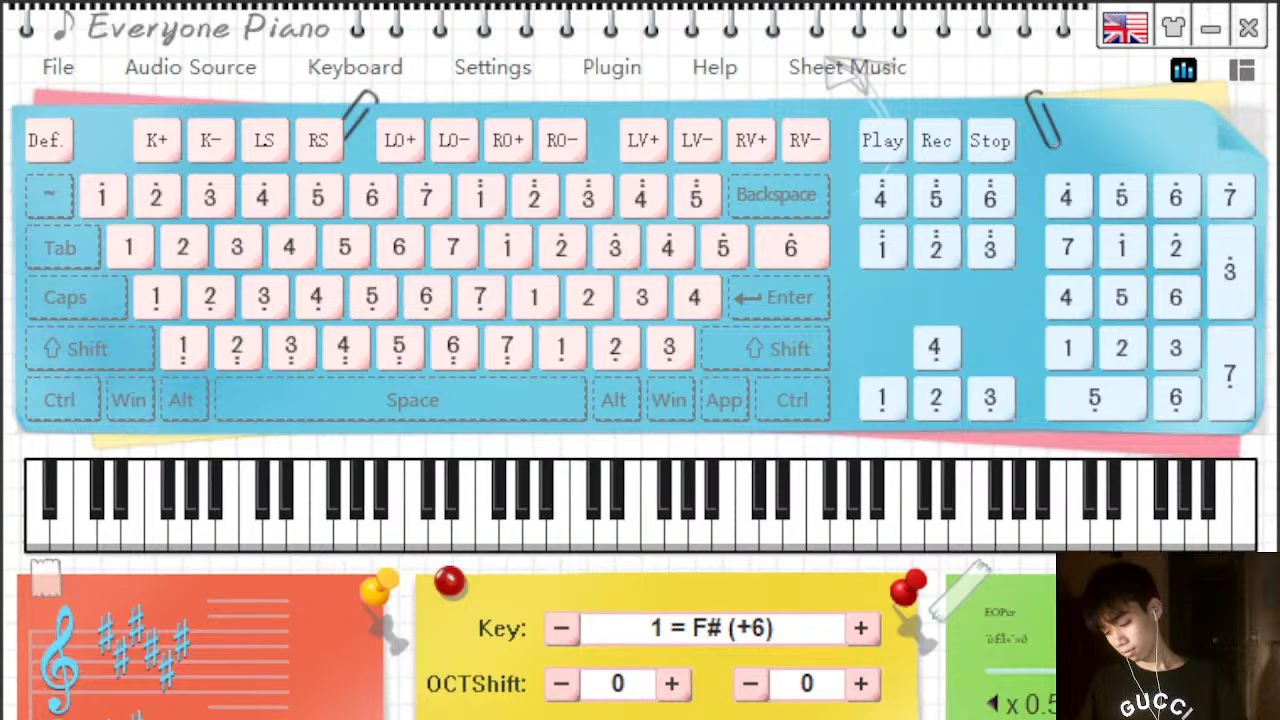 Everyone Piano
File Audio Source Keyboard Settings Plugin Help Sheet Music
Def. K+ K- LS RS LO+ LO- RO+ RO- LV+ LV- RV+ RV- Play Rec Stop
~ 1 2 3 4 5 6 7 1 2 3 4 5 Backspace 4 5 6 4 5 6 7
Tab 1 2 3 4 5 6 7 1 2 3 4 5 6 1 2 3 7 1 2 3
Caps 1 2 3 4 5 6 7 1 2 3 4 Enter 4 5 6
Shift 1 2 3 4 5 6 7 1 2 3 Shift 4 1 2 3 7
Ctrl Win Alt Space Alt Win App Ctrl 1 2 3 5 6
Key: − 1 = F# (+6) +
OCTShift: − 0 + − 0 +
EOPer
x 0.5
GUCCI